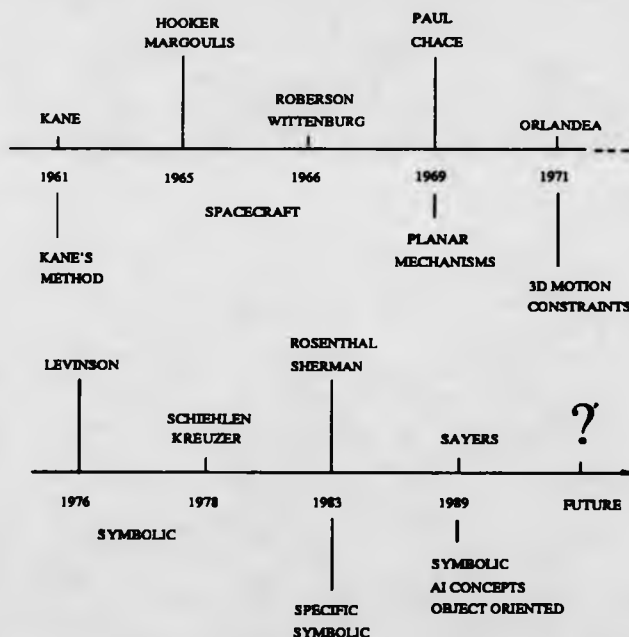 HOOKER
MARGOULIS
PAUL
CHACE
KANE
ROBERSON
WITTENBURG
ORLANDEA
1961
1965
1966
1969
1971
SPACECRAFT
KANE'S
METHOD
PLANAR
MECHANISMS
3D MOTION
CONSTRAINTS
LEVINSON
ROSENTHAL
SHERMAN
SCHIEHLEN
KREUZER
SAYERS
?
1976
1978
1983
1989
FUTURE
SYMBOLIC
SYMBOLIC
AI CONCEPTS
OBJECT ORIENTED
SPECIFIC
SYMBOLIC